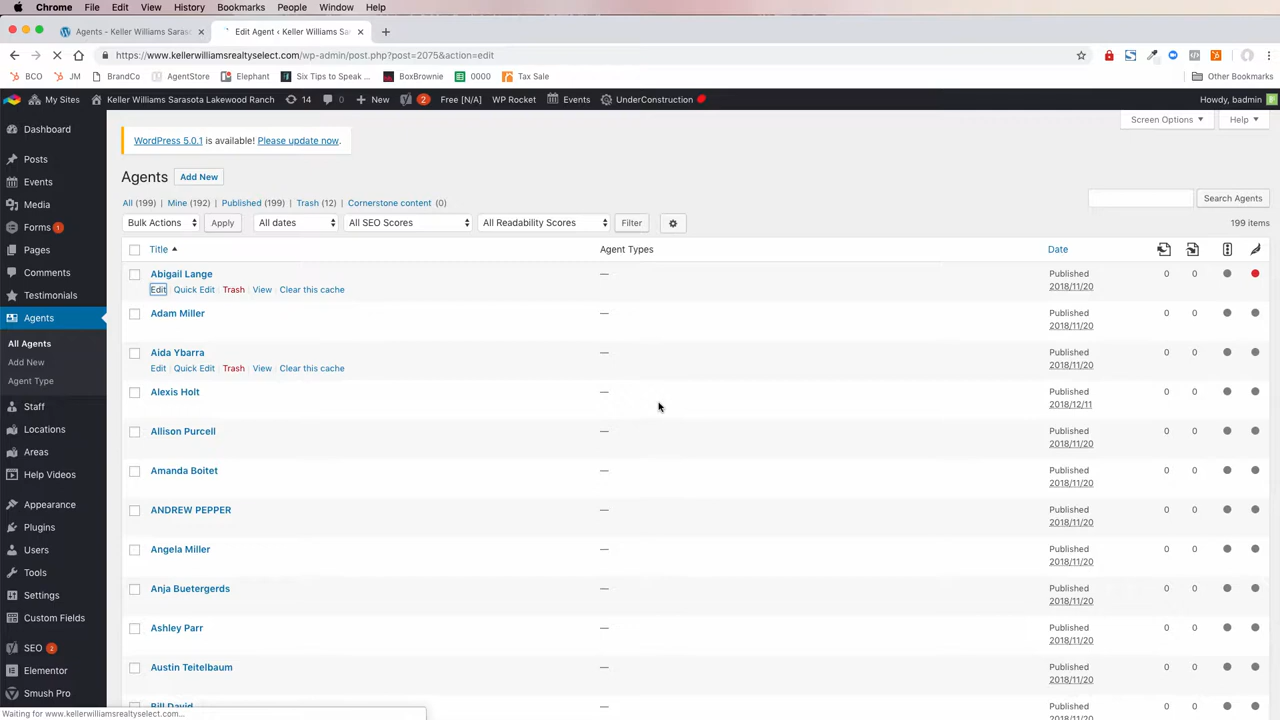 Chrome File Edit View History Bookmarks People Window Help
Agents - Keller Williams Saras × Edit Agent ‹ Keller Williams Sa × +
https://www.kellerwilliamsrealtyselect.com/wp-admin/post.php?post=2075&action=edit
BCO JM BrandCo AgentStore Elephant Six Tips to Speak ... BoxBrownie 0000 Tax Sale Other Bookmarks
My Sites Keller Williams Sarasota Lakewood Ranch 14 0 + New 2 Free [N/A] WP Rocket Events UnderConstruction Howdy, badmin
Dashboard
Posts
Events
Media
Forms 1
Pages
Comments
Testimonials
Agents
All Agents
Add New
Agent Type
Staff
Locations
Areas
Help Videos
Appearance
Plugins
Users
Tools
Settings
Custom Fields
SEO 2
Elementor
Smush Pro
Screen Options Help
WordPress 5.0.1 is available! Please update now.
Agents Add New
All (199) | Mine (192) | Published (199) | Trash (12) | Cornerstone content (0)
Search Agents
Bulk Actions Apply All dates All SEO Scores All Readability Scores Filter 199 items
Title Agent Types Date
Abigail Lange — Published 0 0
2018/11/20
Edit | Quick Edit | Trash | View | Clear this cache
Adam Miller — Published 0 0
2018/11/20
Aida Ybarra — Published 0 0
2018/11/20
Edit | Quick Edit | Trash | View | Clear this cache
Alexis Holt — Published 0 0
2018/12/11
Allison Purcell — Published 0 0
2018/11/20
Amanda Boitet — Published 0 0
2018/11/20
ANDREW PEPPER — Published 0 0
2018/11/20
Angela Miller — Published 0 0
2018/11/20
Anja Buetergerds — Published 0 0
2018/11/20
Ashley Parr — Published 0 0
2018/11/20
Austin Teitelbaum — Published 0 0
2018/11/20
Bill David — Published 0 0
Waiting for www.kellerwilliamsrealtyselect.com...